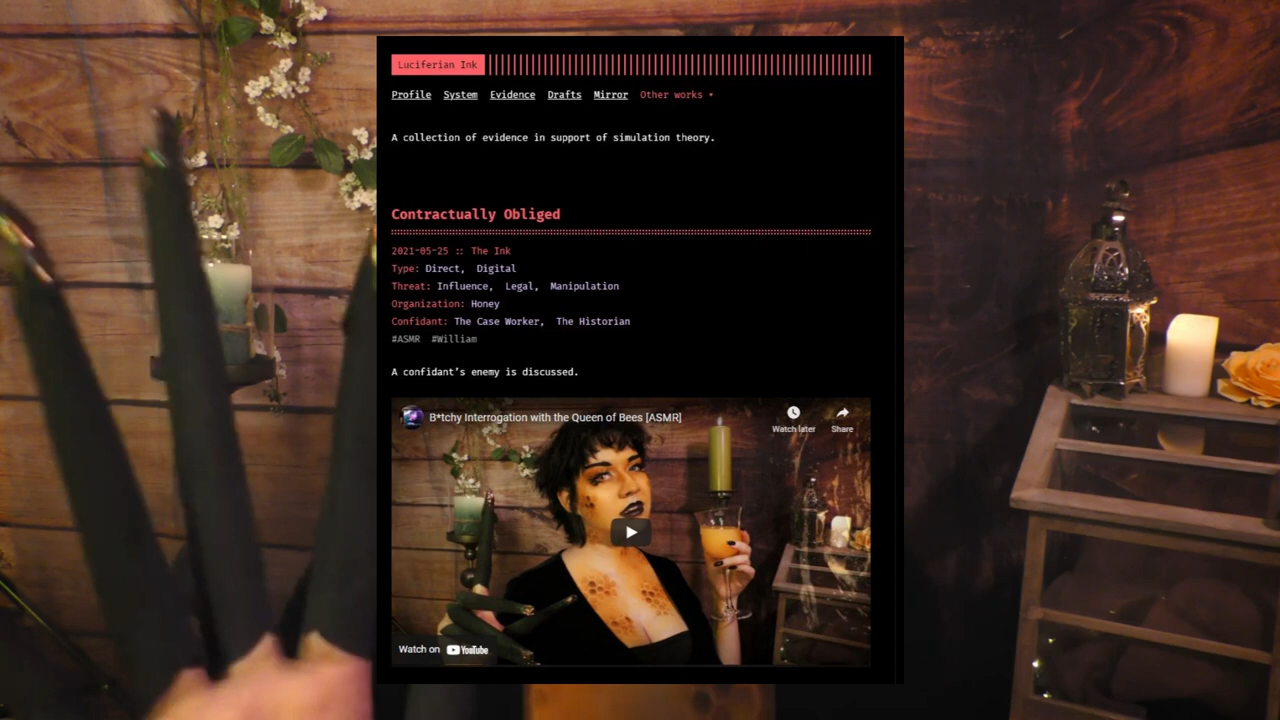 Luciferian Ink
Profile System Evidence Drafts Mirror Other works ▾
A collection of evidence in support of simulation theory.
Contractually Obliged
2021-05-25 :: The Ink
Type: Direct, Digital
Threat: Influence, Legal, Manipulation
Organization: Honey
Confidant: The Case Worker, The Historian
#ASMR #William
A confidant's enemy is discussed.
B*tchy Interrogation with the Queen of Bees [ASMR]
Watch later Share
Watch on YouTube